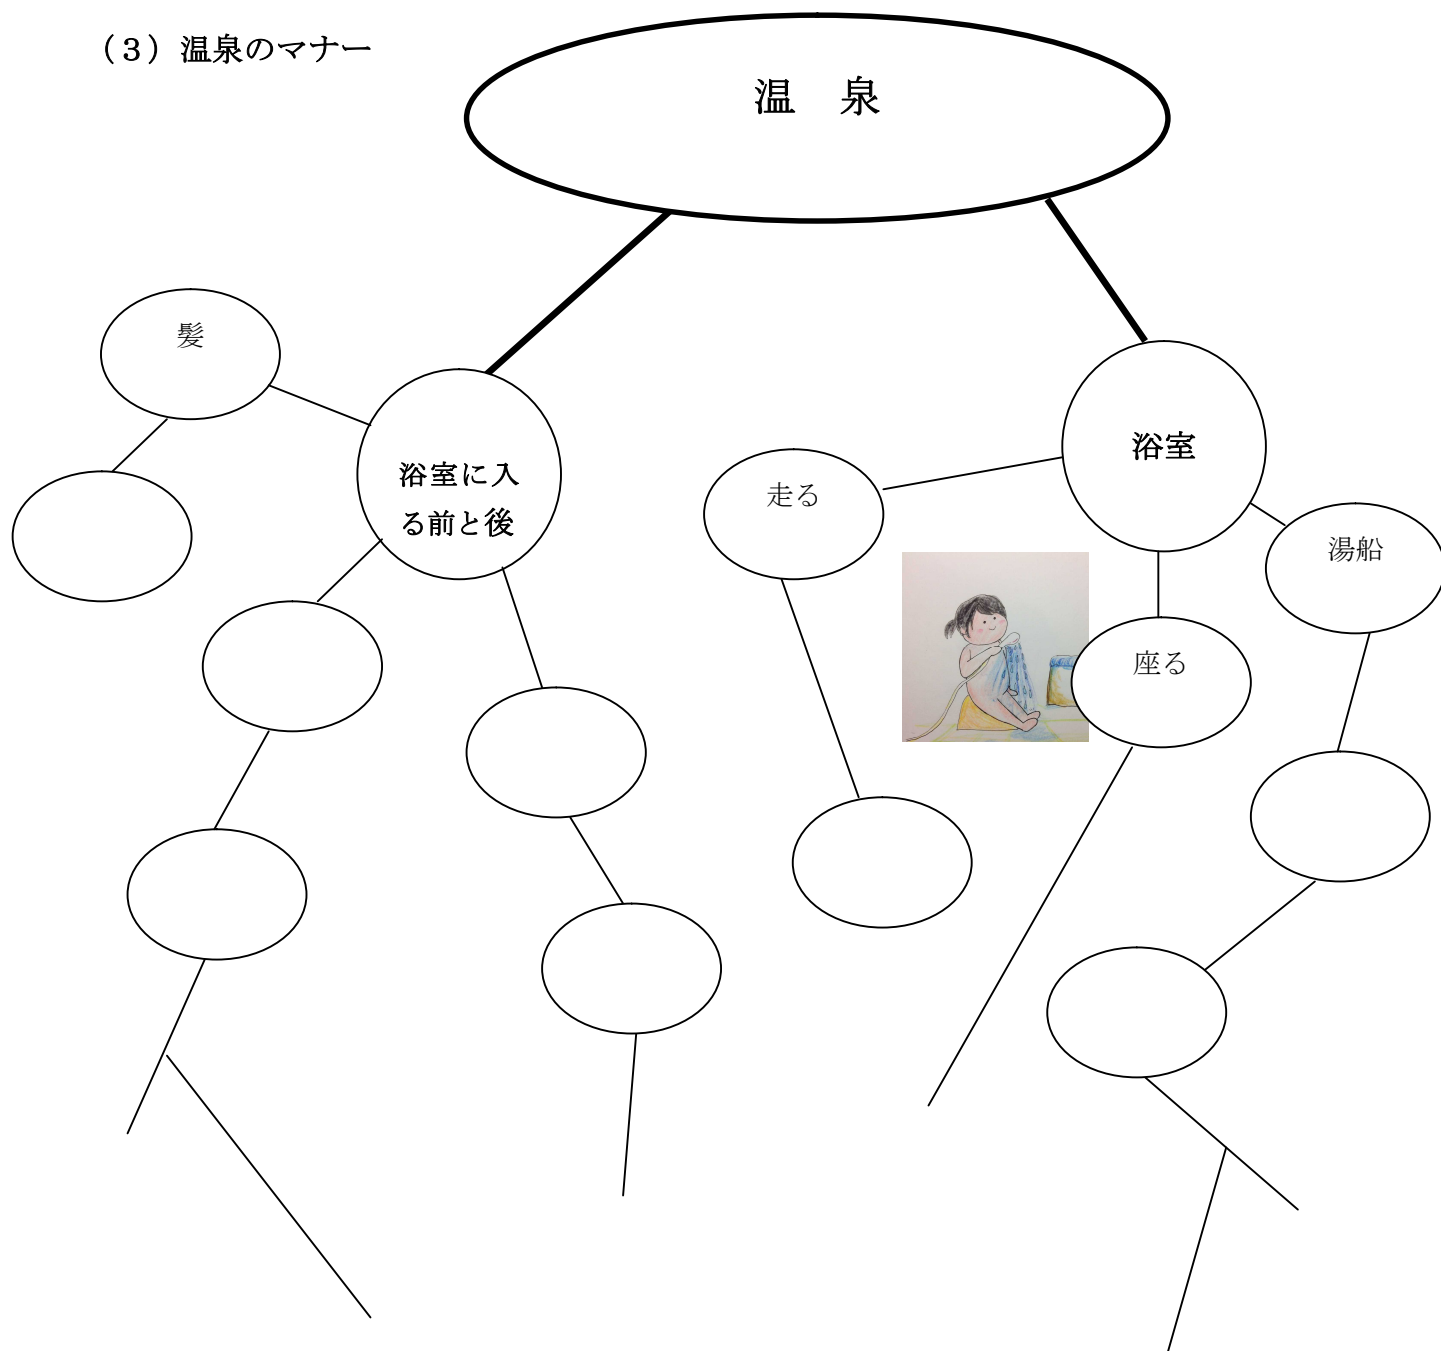 （３）温泉のマナー
温　泉
髪
浴室に入
る前と後
浴室
走る
湯船
座る